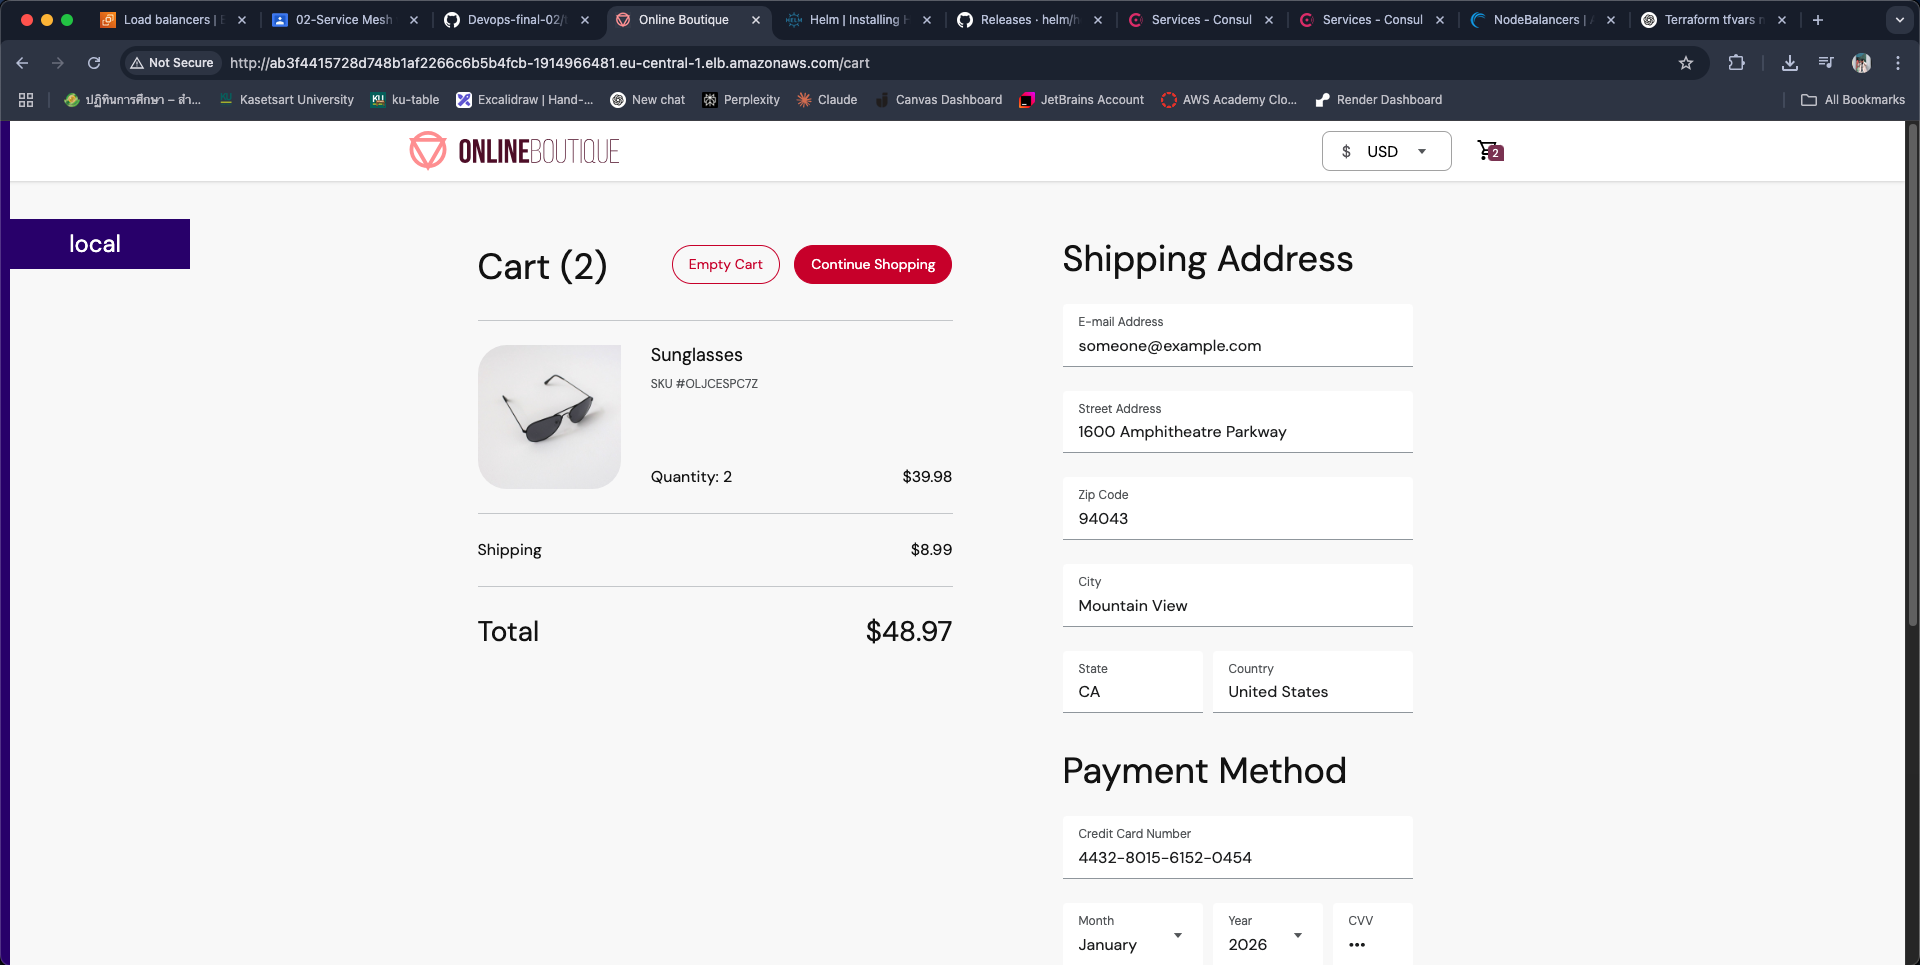 Load balancers | E
02-Service Mesh
Devops-final-02/t
Online Boutique
Helm | Installing H
Releases · helm/h
Services - Consul
Services - Consul
NodeBalancers | A
Terraform tfvars n
Not Secure
http://ab3f4415728d748b1af2266c6b5b4fcb-1914966481.eu-central-1.elb.amazonaws.com/cart
ปฏิทินการศึกษา – สำ...
Kasetsart University
ku-table
Excalidraw | Hand-...
New chat
Perplexity
Claude
Canvas Dashboard
JetBrains Account
AWS Academy Clo...
Render Dashboard
All Bookmarks
ONLINEBOUTIQUE
$ USD
2
local
Cart (2)
Empty Cart
Continue Shopping
Sunglasses
SKU #OLJCESPC7Z
Quantity: 2
$39.98
Shipping
$8.99
Total
$48.97
Shipping Address
E-mail Address
someone@example.com
Street Address
1600 Amphitheatre Parkway
Zip Code
94043
City
Mountain View
State
CA
Country
United States
Payment Method
Credit Card Number
4432-8015-6152-0454
Month
January
Year
2026
CVV
•••